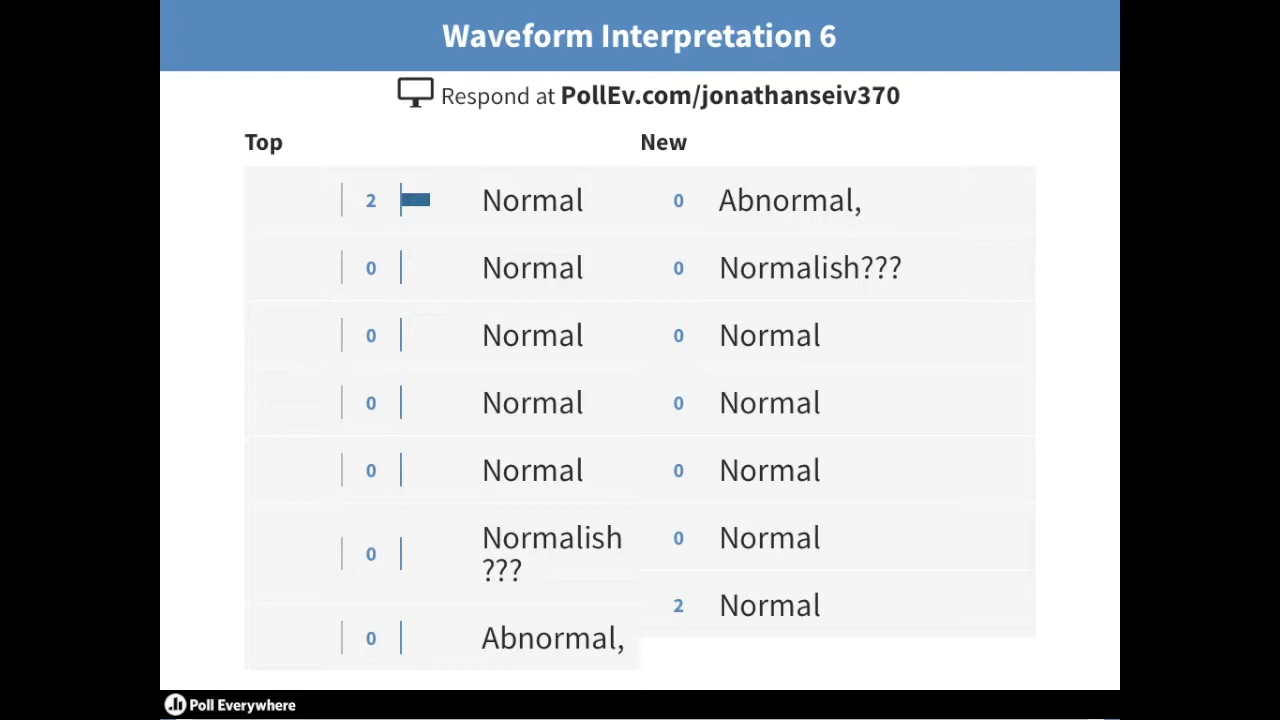 Waveform Interpretation 6
Respond at PollEv.com/jonathanseiv370
Top
New
2 Normal
0 Normal
0 Normal
0 Normal
0 Normal
0 Normalish
???
0 Abnormal,
0 Abnormal,
0 Normalish???
0 Normal
0 Normal
0 Normal
0 Normal
2 Normal
Poll Everywhere